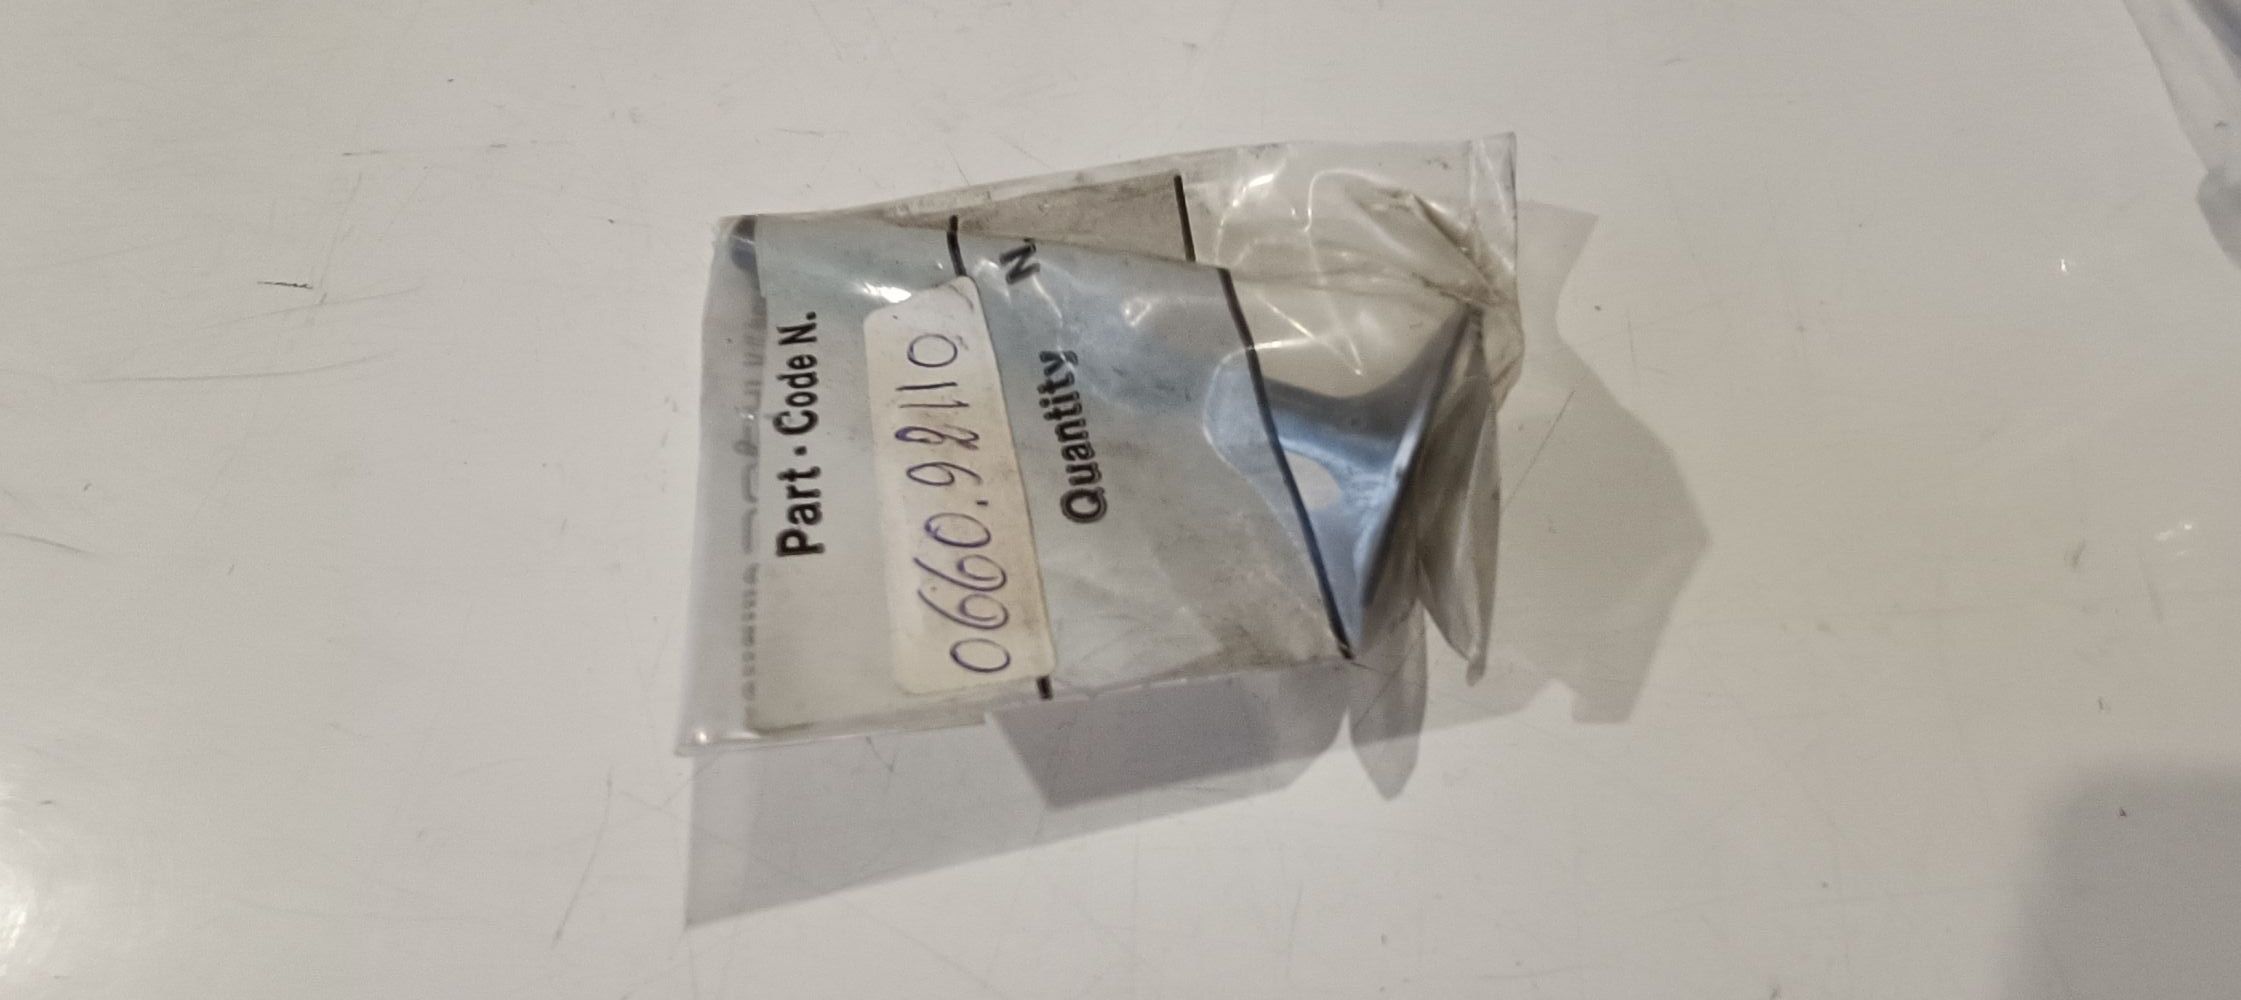 Part · Code N.
0660.92110
Quantity N.